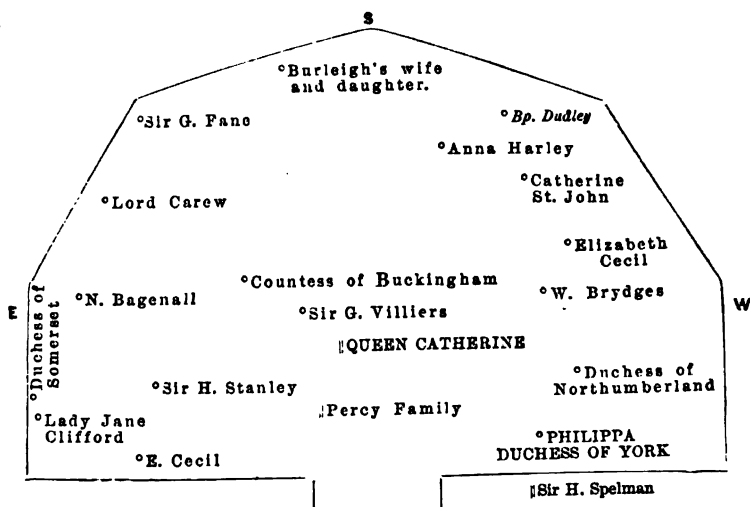 S
Burleigh's wife
and daughter.
Sir G. Fane
Bp. Dudley
Anna Harley
Catherine
St. John
Lord Carew
Elizabeth
Cecil
Countess of Buckingham
N. Bagenall
W. Brydges
E
W
Duchess of
Somerset
Sir G. Villiers
QUEEN CATHERINE
Duchess of
Northumberland
Sir H. Stanley
Percy Family
Lady Jane
Clifford
PHILIPPA
DUCHESS OF YORK
E. Cecil
Sir H. Spelman